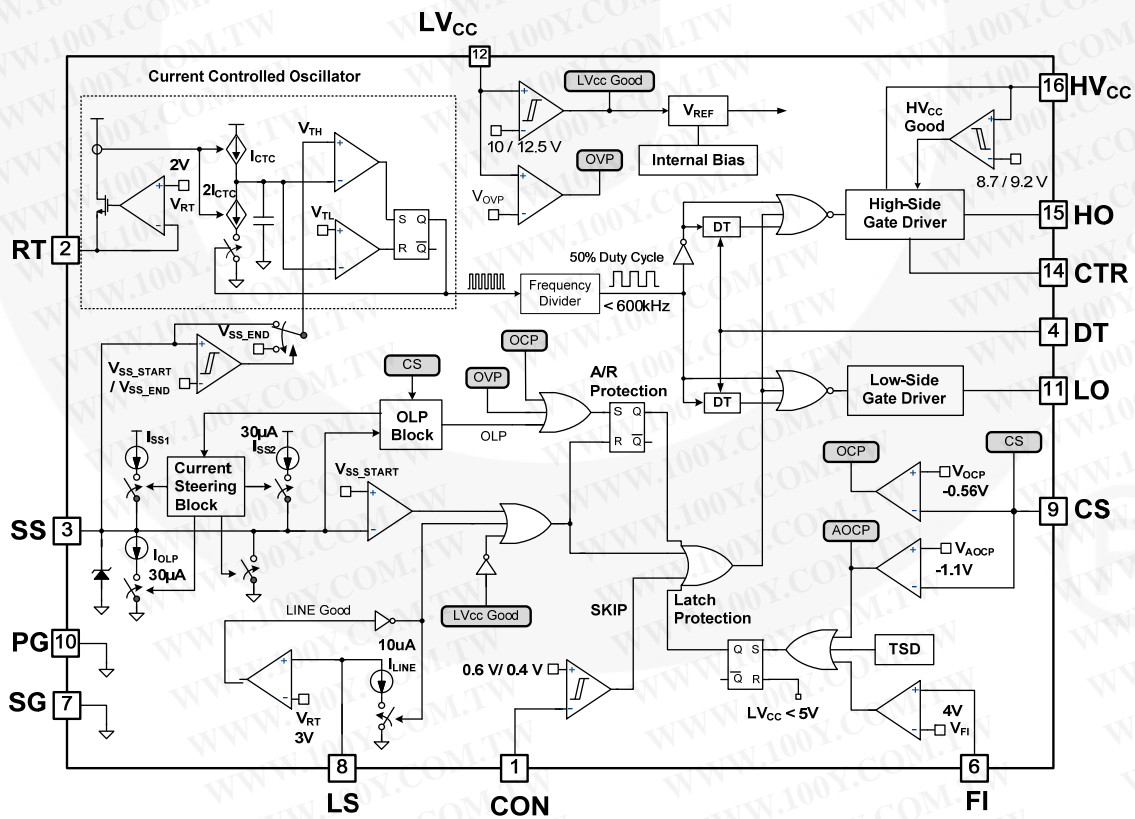 LVCC
12
Current Controlled Oscillator
LVcc Good
16
HVCC
HVCC
Good
VTH
VREF
ICTC
10 / 12.5 V
Internal Bias
OVP
2V
2ICTC
VRT
8.7 / 9.2 V
VOVP
High-Side
Gate Driver
VTL
S Q
R Q
DT
15
HO
RT
2
50% Duty Cycle
14
CTR
Frequency
Divider
< 600kHz
VSS_END
4
DT
OCP
VSS_START
/ VSS_END
CS
A/R
Protection
OVP
Low-Side
Gate Driver
11
LO
DT
OLP
Block
S Q
R Q
OLP
30µA
ISS1
ISS2
OCP
CS
Current
Steering
Block
VSS_START
VOCP
-0.56V
SS
3
9
CS
AOCP
IOLP
30µA
VAOCP
-1.1V
SKIP
Latch
Protection
LINE Good
LVcc Good
PG
10
10uA
ILINE
Q S
Q R
TSD
0.6 V/ 0.4 V
SG
7
VRT
3V
LVCC < 5V
4V
VFI
8
1
6
LS
CON
FI
WWW.100Y.COM.TW